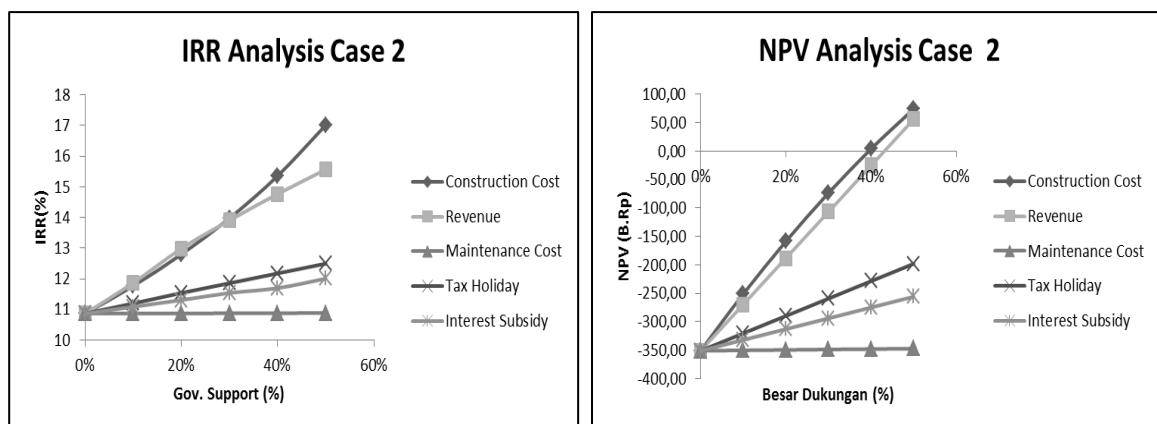 IRR Analysis Case 2
18
17
16
15
14
13
12
11
10
IRR(%)
0%
20%
40%
60%
Gov. Support (%)
Construction Cost
Revenue
Maintenance Cost
Tax Holiday
Interest Subsidy
NPV Analysis Case 2
100,00
50,00
0,00
-50,00
-100,00
-150,00
-200,00
-250,00
-300,00
-350,00
-400,00
NPV (B.Rp)
0%
20%
40%
60%
Besar Dukungan (%)
Construction Cost
Revenue
Maintenance Cost
Tax Holiday
Interest Subsidy